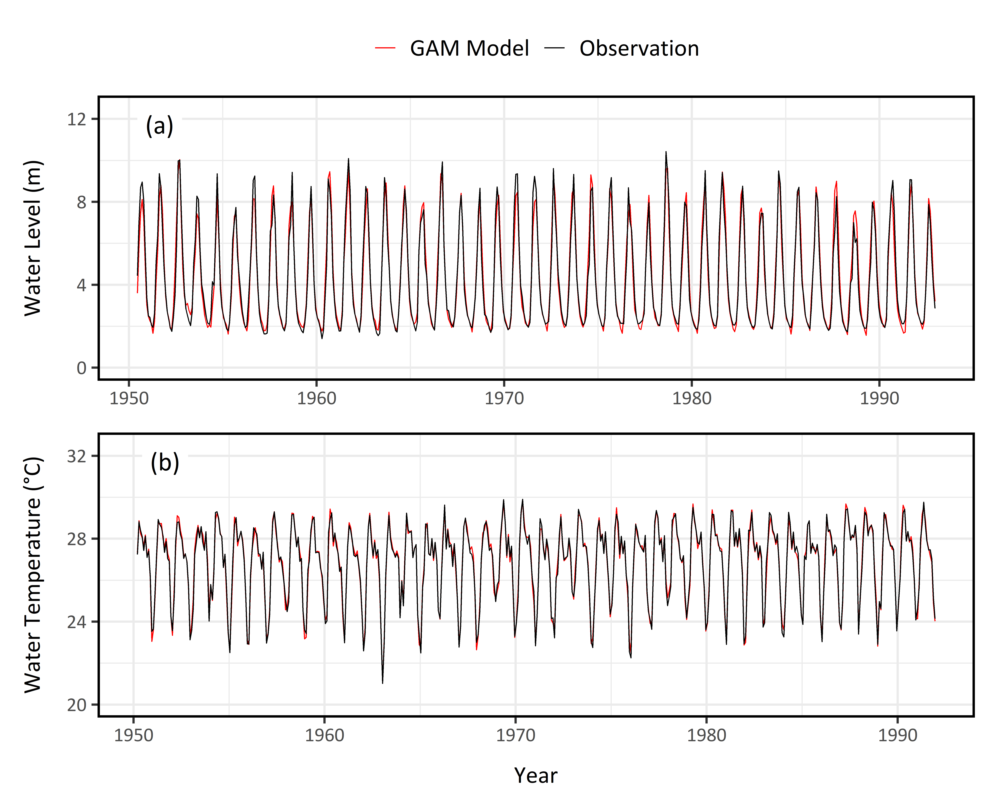 GAM Model Observation
(a)
Water Level (m)
12
8
4
0
1950 1960 1970 1980 1990
(b)
Water Temperature (°C)
32
28
24
20
1950 1960 1970 1980 1990
Year